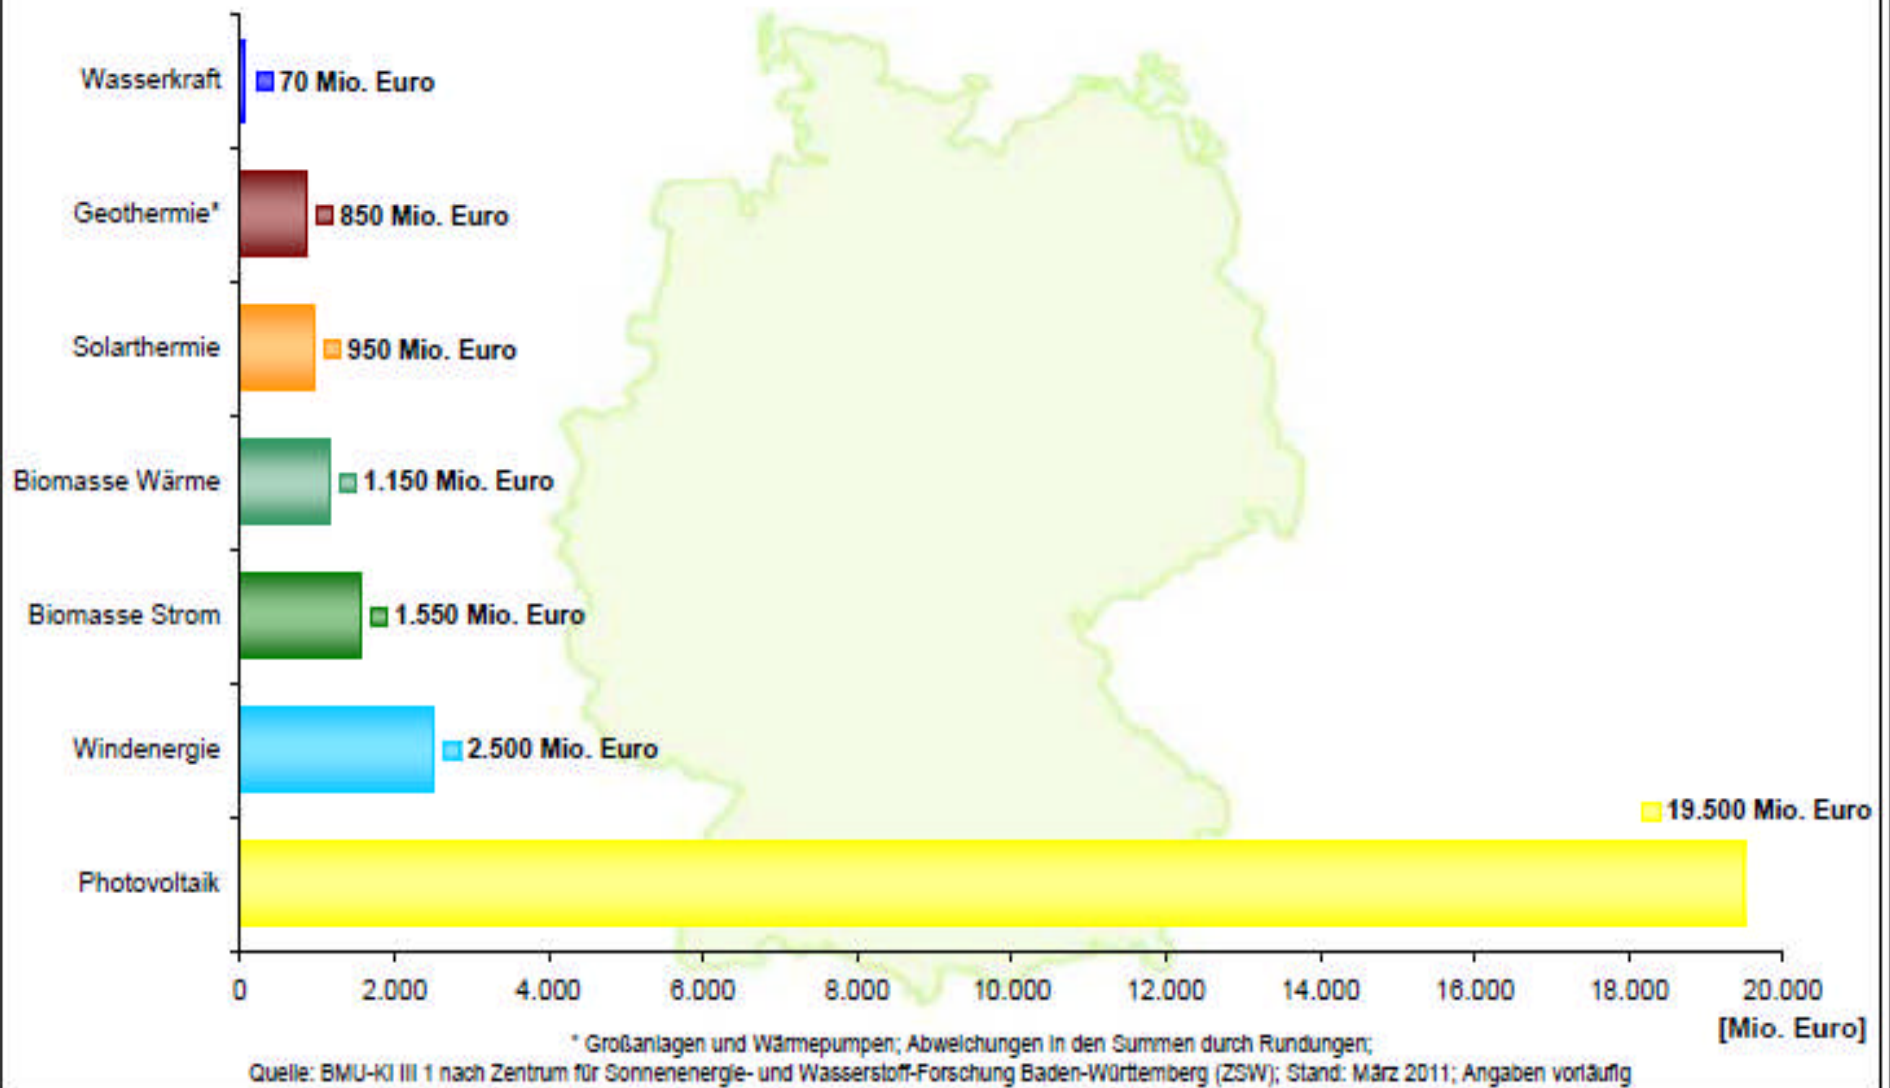 Wasserkraft
70 Mio. Euro
Geothermie*
850 Mio. Euro
Solarthermie
950 Mio. Euro
Biomasse Wärme
1.150 Mio. Euro
Biomasse Strom
1.550 Mio. Euro
Windenergie
2.500 Mio. Euro
19.500 Mio. Euro
Photovoltaik
0 2.000 4.000 6.000 8.000 10.000 12.000 14.000 16.000 18.000 20.000
[Mio. Euro]
* Großanlagen und Wärmepumpen; Abweichungen in den Summen durch Rundungen;
Quelle: BMU-KI III 1 nach Zentrum für Sonnenenergie- und Wasserstoff-Forschung Baden-Württemberg (ZSW); Stand: März 2011; Angaben vorläufig